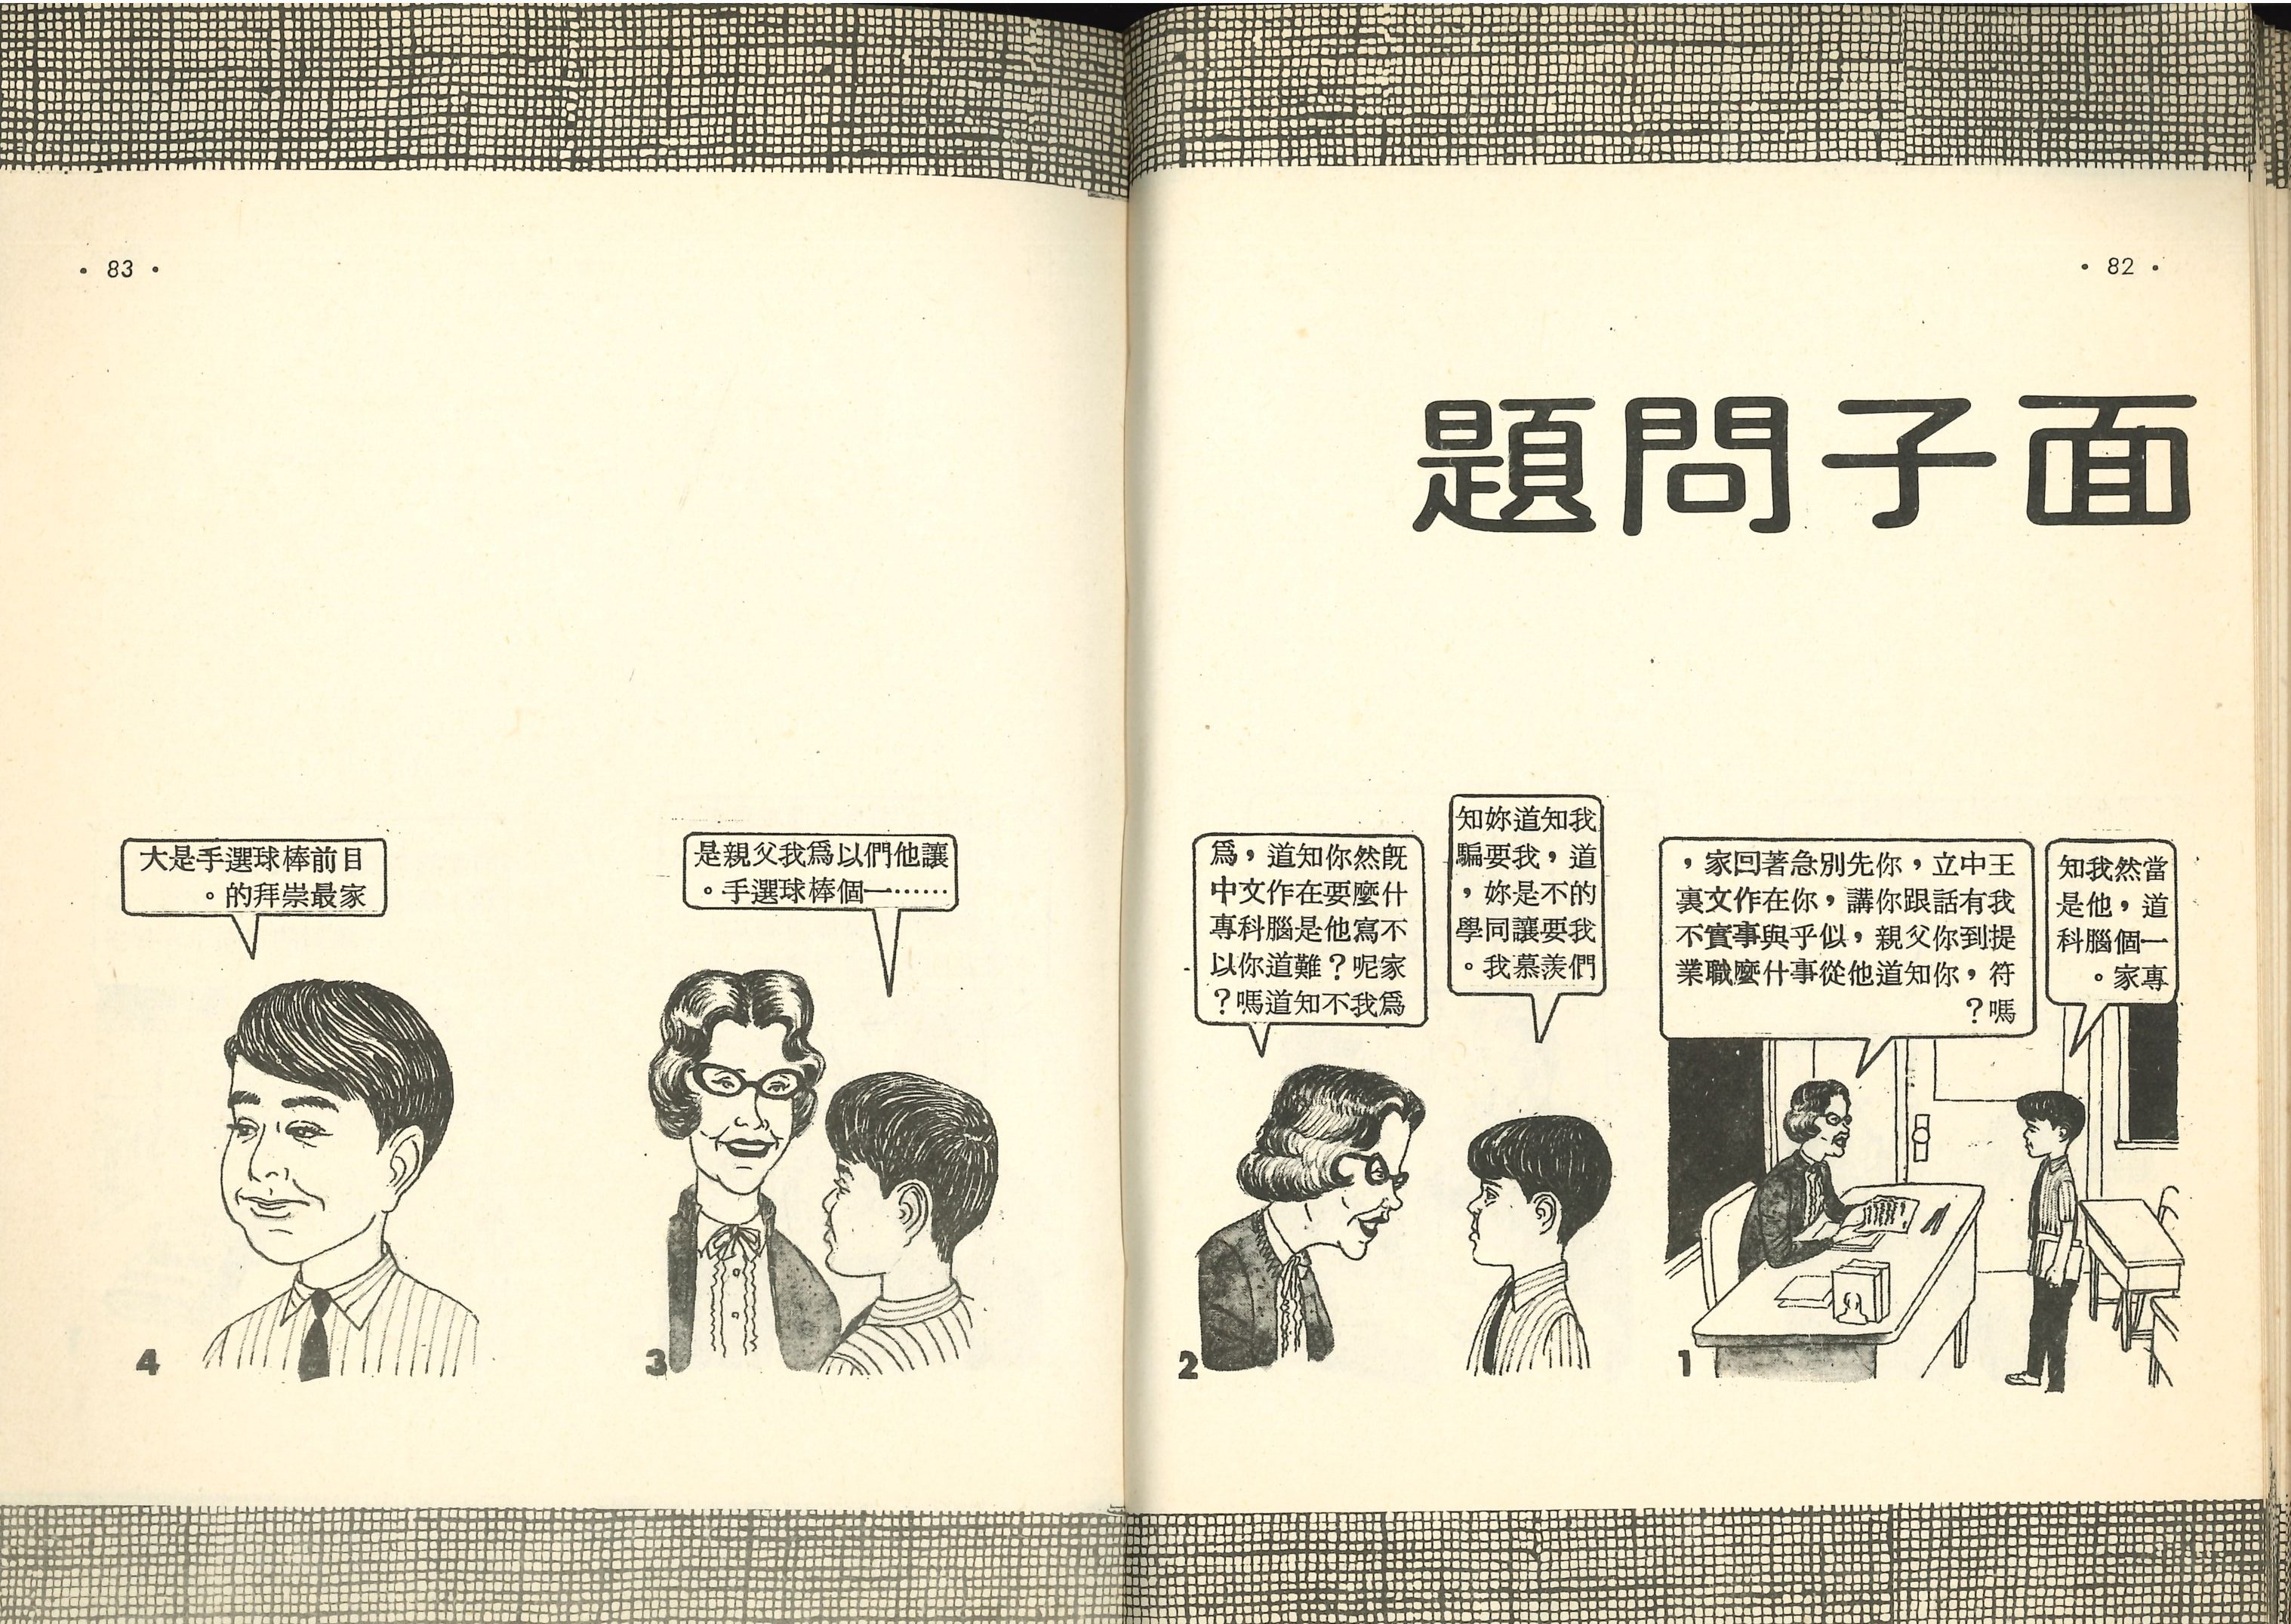 · 82 ·
面子問題
王中立，你先別急著回家，
我有話跟你講，你在作文裏
提到你父親，似乎與事實不
符，你知道他從事什麼職業
嗎？
當然我知
道，他是
一個腦科
專家。
1
我知道妳知
道，我要騙
的不是妳，
我要讓同學
們羨慕我。
既然你知道，爲
什麼要在作文中
不寫他是腦科專
家呢？難道你以
爲我不知道嗎？
2
· 83 ·
讓他們以爲我父親是
………一個棒球選手。
3
目前棒球選手是大
家最崇拜的。
4